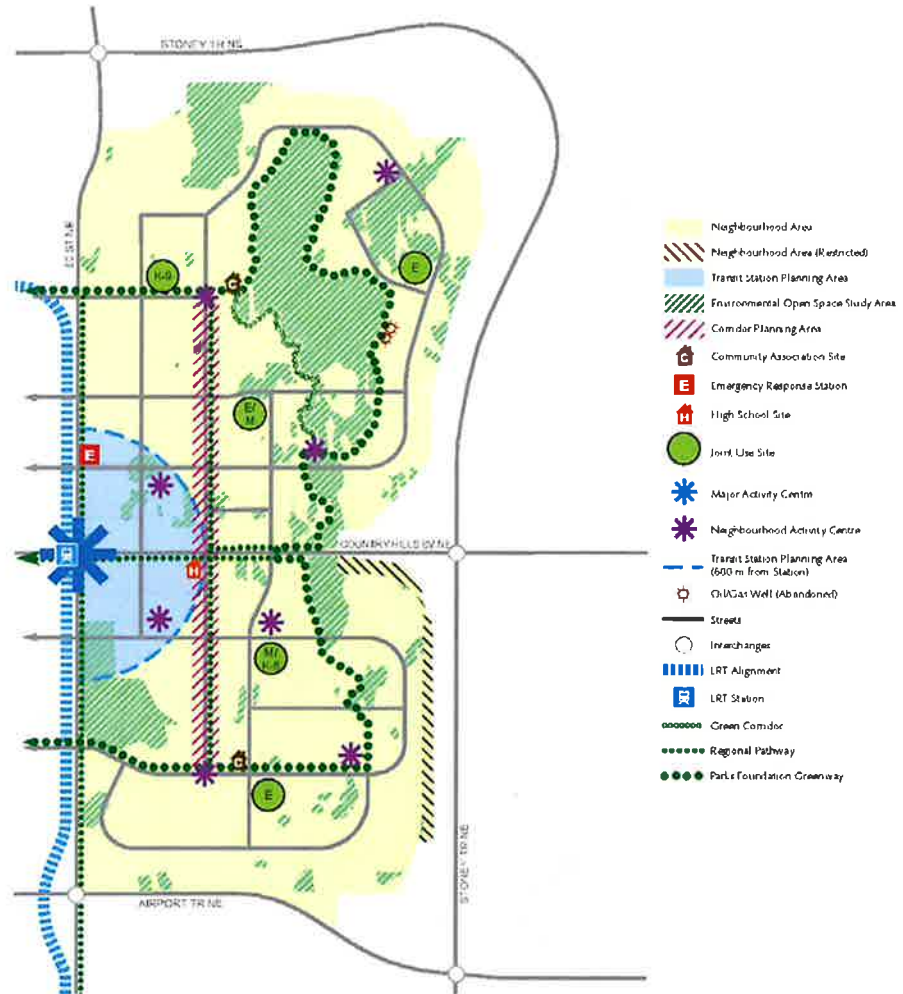 STONEY TR NE
60 ST NE
K-9
E
E/
M
E
COUNTRY HILLS BV NE
H
M/
K-9
E
STONEY TR NE
AIRPORT TR NE
Neighbourhood Area
Neighbourhood Area (Restricted)
Transit Station Planning Area
Environmental Open Space Study Area
Corridor Planning Area
C
Community Association Site
E
Emergency Response Station
H
High School Site
Joint Use Site
Major Activity Centre
Neighbourhood Activity Centre
Transit Station Planning Area
(600 m from Station)
Oil/Gas Well (Abandoned)
Streets
Interchanges
LRT Alignment
LRT Station
Green Corridor
Regional Pathway
Parks Foundation Greenway